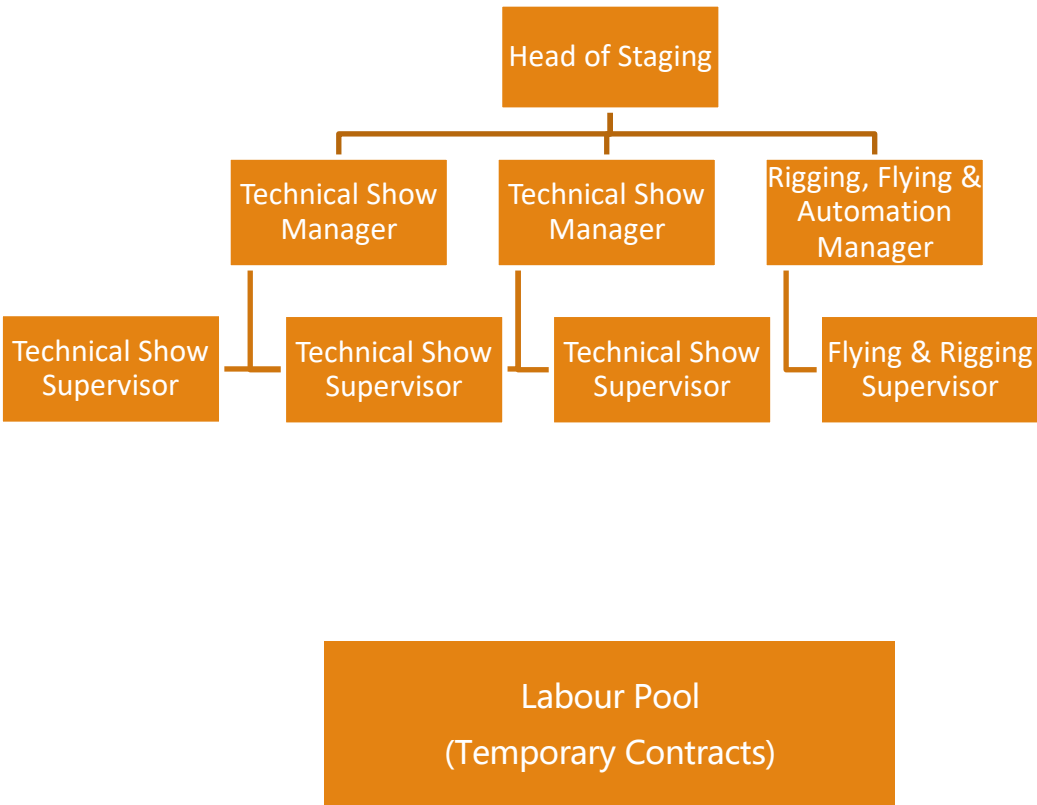 Head of Staging
Technical Show
Manager
Technical Show
Manager
Rigging, Flying &
Automation
Manager
Technical Show
Supervisor
Technical Show
Supervisor
Technical Show
Supervisor
Flying & Rigging
Supervisor
Labour Pool
(Temporary Contracts)